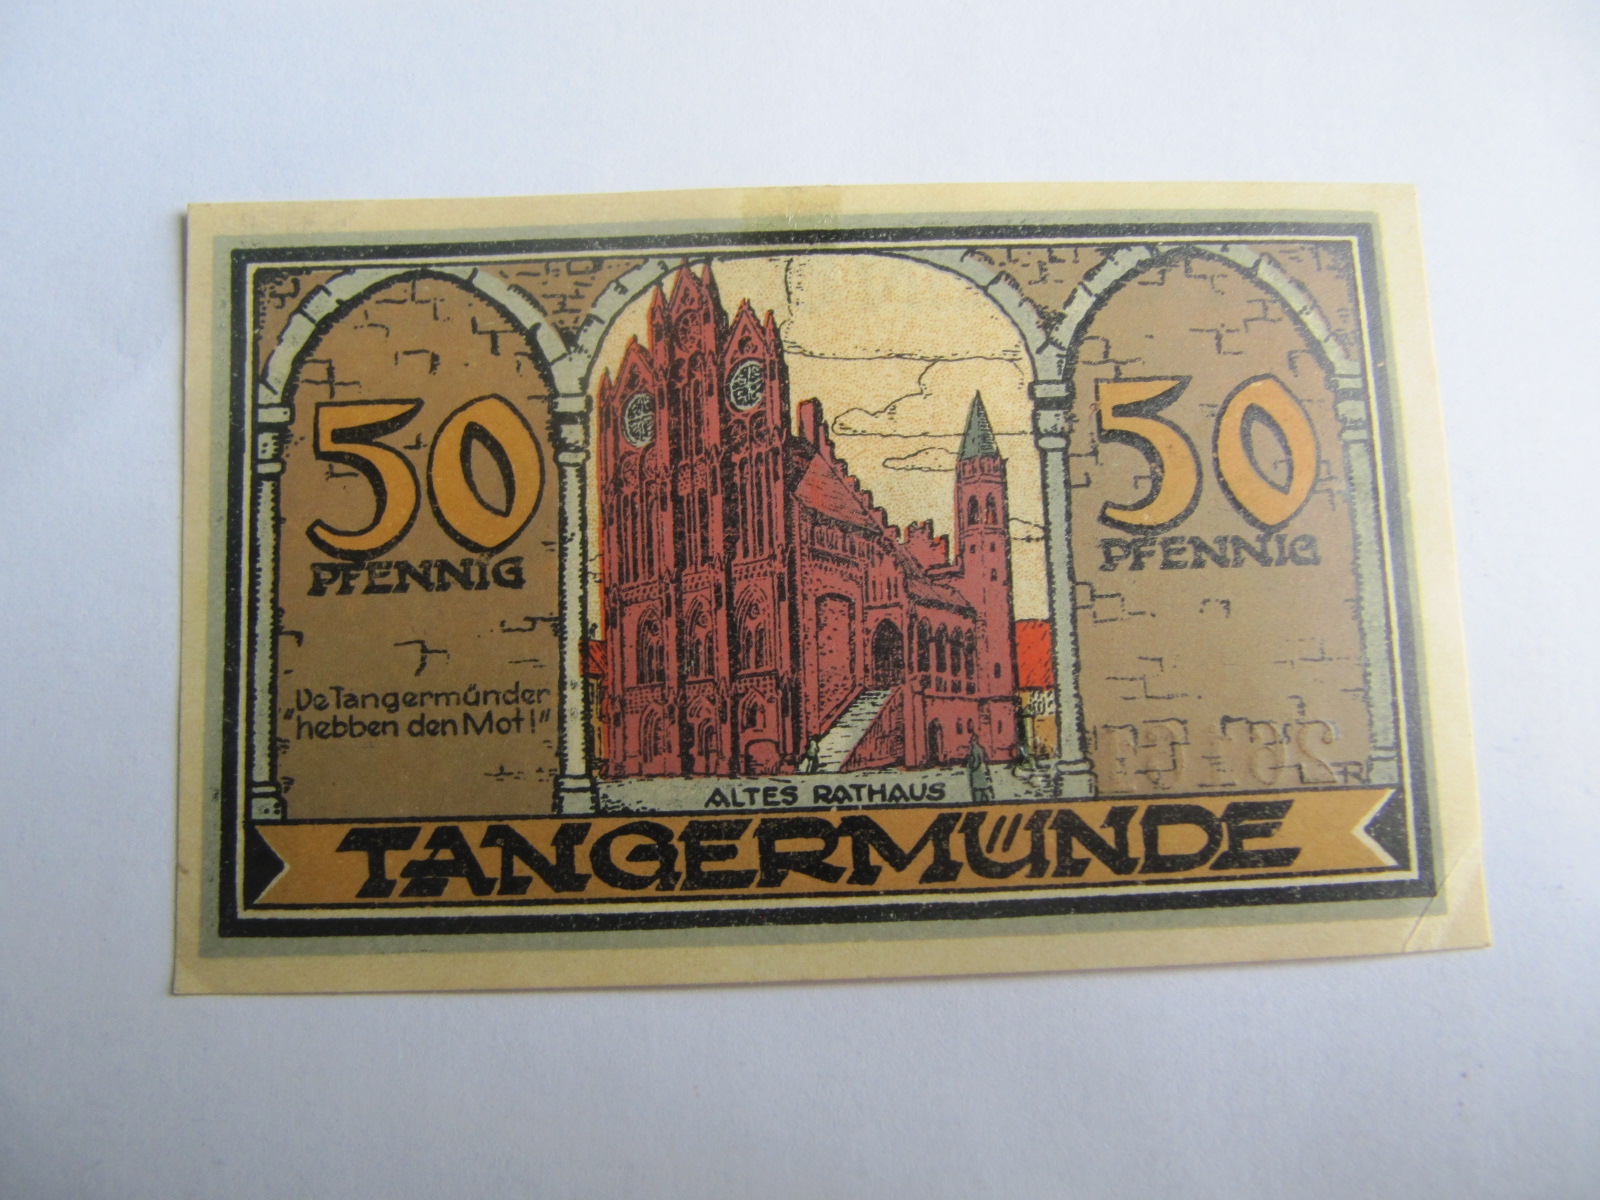 50
PFENNIG
50
PFENNIG
De Tangermünder
"hebben den Mot!"
ALTES RATHAUS
TANGERMÜNDE